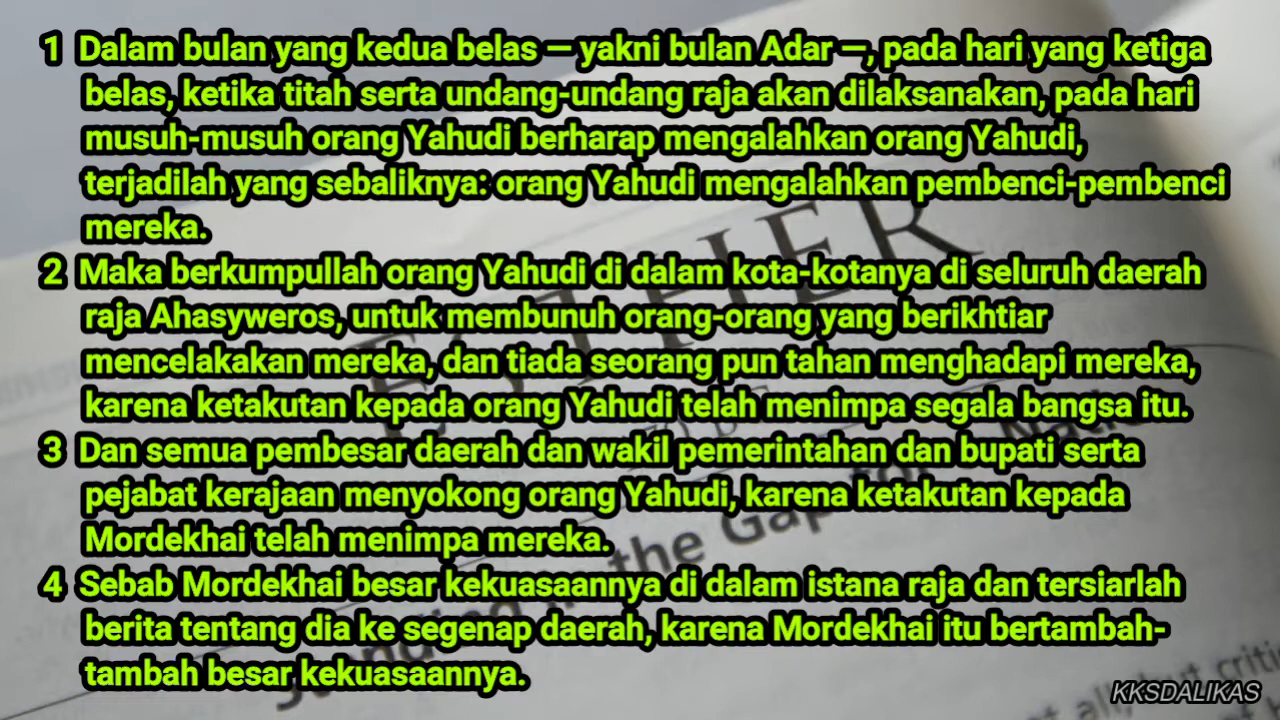 1 Dalam bulan yang kedua belas — yakni bulan Adar —, pada hari yang ketiga
belas, ketika titah serta undang-undang raja akan dilaksanakan, pada hari
musuh-musuh orang Yahudi berharap mengalahkan orang Yahudi,
terjadilah yang sebaliknya: orang Yahudi mengalahkan pembenci-pembenci
mereka.
2 Maka berkumpullah orang Yahudi di dalam kota-kotanya di seluruh daerah
raja Ahasyweros, untuk membunuh orang-orang yang berikhtiar
mencelakakan mereka, dan tiada seorang pun tahan menghadapi mereka,
karena ketakutan kepada orang Yahudi telah menimpa segala bangsa itu.
3 Dan semua pembesar daerah dan wakil pemerintahan dan bupati serta
pejabat kerajaan menyokong orang Yahudi, karena ketakutan kepada
Mordekhai telah menimpa mereka.
4 Sebab Mordekhai besar kekuasaannya di dalam istana raja dan tersiarlah
berita tentang dia ke segenap daerah, karena Mordekhai itu bertambah-
tambah besar kekuasaannya.
ESTHER
the Gap for
KKSDALIKAS